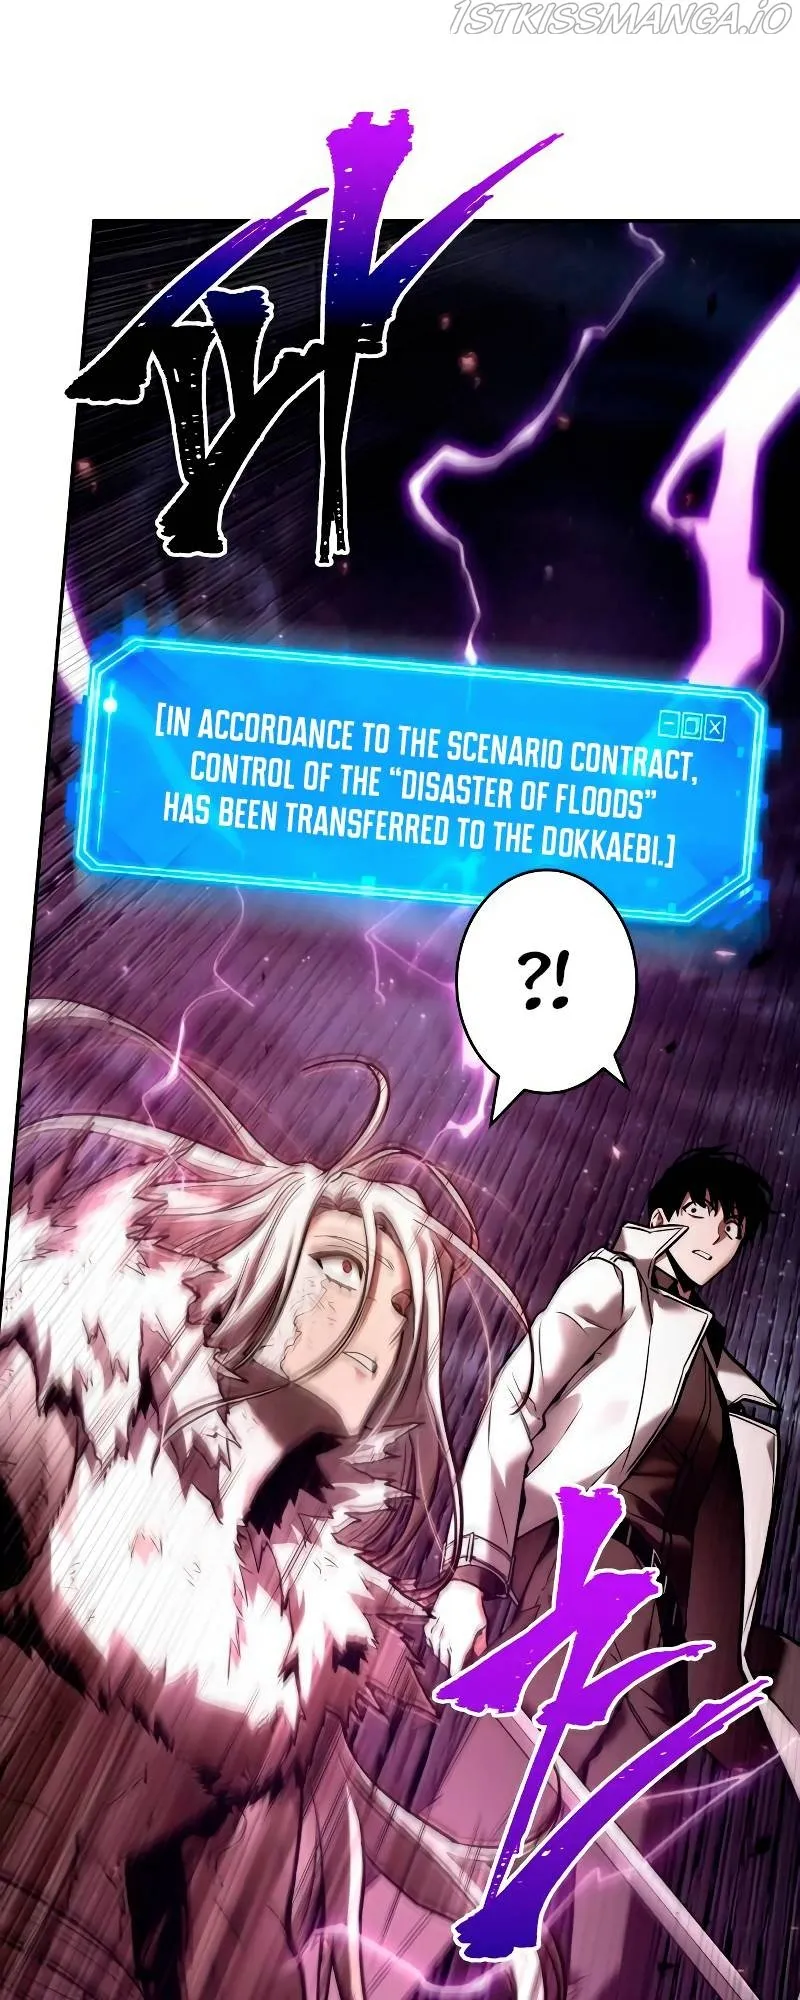 1STKISSMANGA.IO
파
[IN ACCORDANCE TO THE SCENARIO CONTRACT,
CONTROL OF THE “DISASTER OF FLOODS”
HAS BEEN TRANSFERRED TO THE DOKKAEBI.]
?!